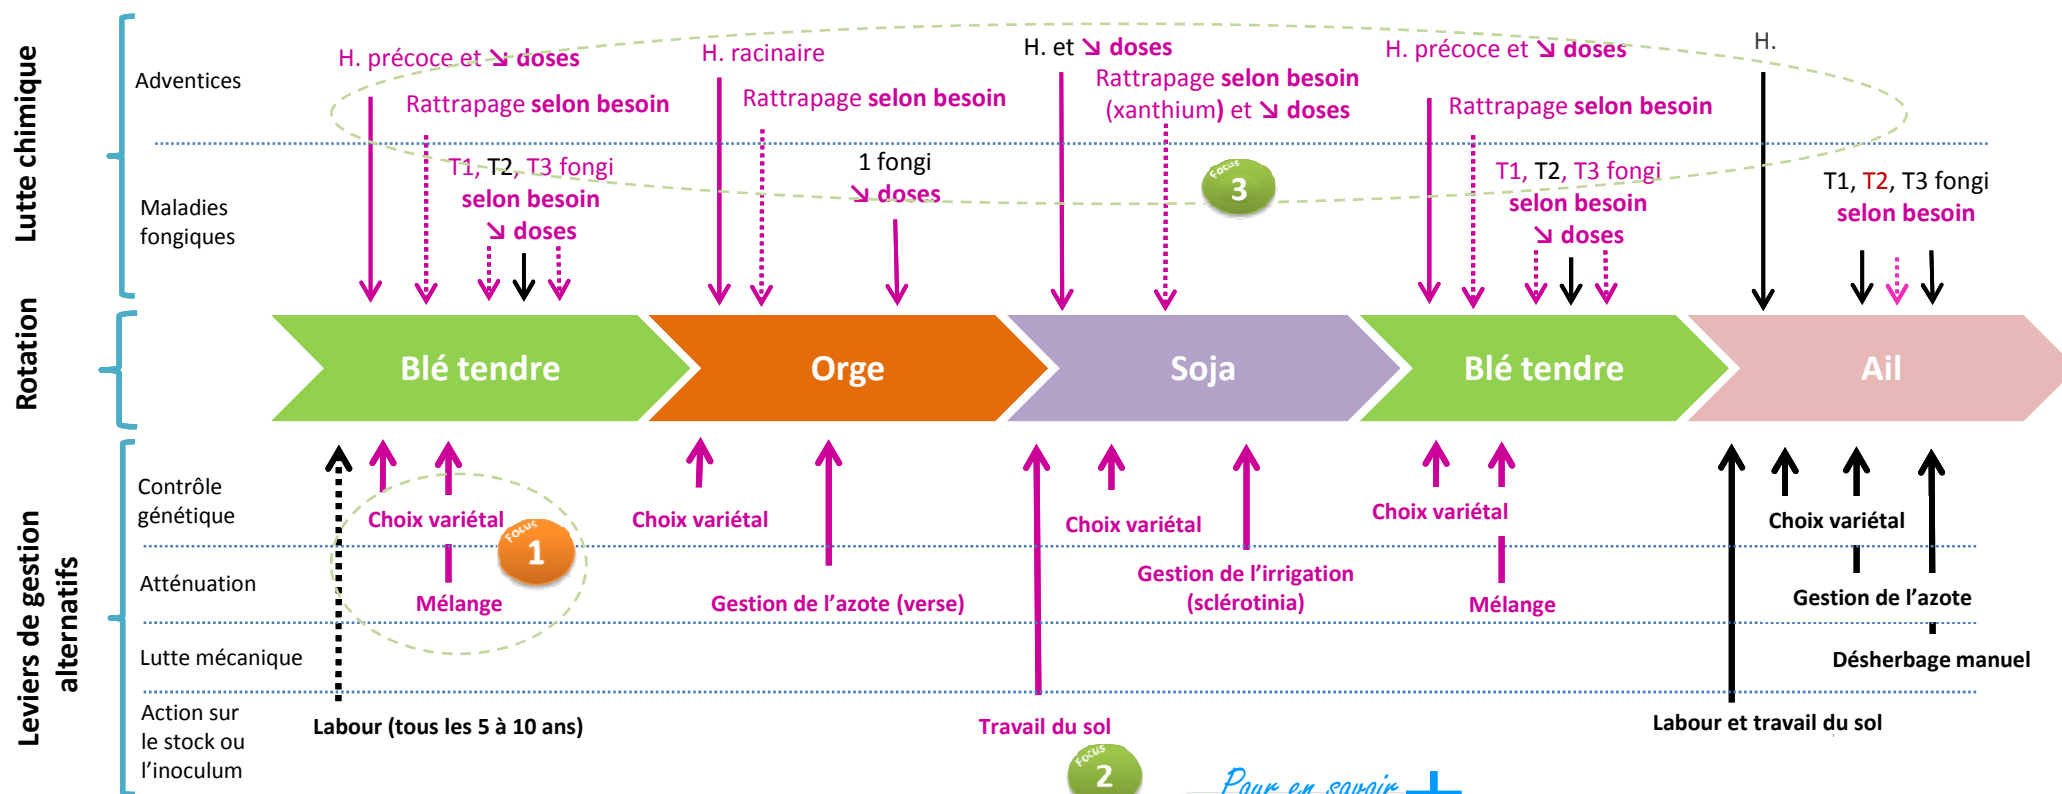 Lutte chimique
Adventices
H. précoce et ↘ doses
Rattrapage selon besoin
H. racinaire
Rattrapage selon besoin
H. et ↘ doses
Rattrapage selon besoin
(xanthium) et ↘ doses
H. précoce et ↘ doses
Rattrapage selon besoin
H.
Maladies
fongiques
T1, T2, T3 fongi
selon besoin
↘ doses
1 fongi
↘ doses
Focus
3
T1, T2, T3 fongi
selon besoin
↘ doses
T1, T2, T3 fongi
selon besoin
Rotation
Blé tendre
Orge
Soja
Blé tendre
Ail
Leviers de gestion
alternatifs
Contrôle
génétique
Choix variétal
Focus
1
Choix variétal
Choix variétal
Choix variétal
Choix variétal
Atténuation
Mélange
Gestion de l'azote (verse)
Gestion de l'irrigation
(sclérotinia)
Mélange
Gestion de l'azote
Lutte mécanique
Désherbage manuel
Action sur
le stock ou
l'inoculum
Labour (tous les 5 à 10 ans)
Travail du sol
Labour et travail du sol
Focus
2
Pour en savoir +